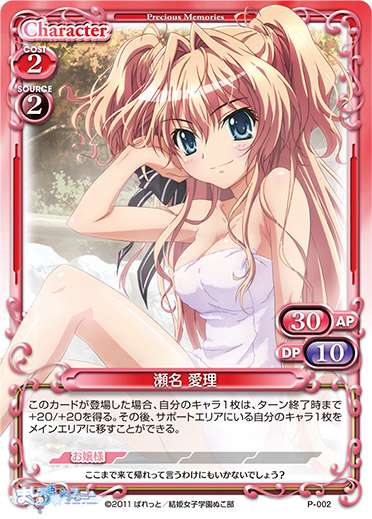 Precious Memories
Character
COST
2
SOURCE
2
30 AP
DP 10
瀬名 愛理
このカードが登場した場合、自分のキャラ1枚は、ターン終了時まで
+20/+20を得る。その後、サポートエリアにいる自分のキャラ1枚を
メインエリアに移すことができる。
お嬢様
ここまで来て帰れって言うわけにもいかないでしょう?
©2011 ぱれっと／結姫女子学園ぬこ部
P-002